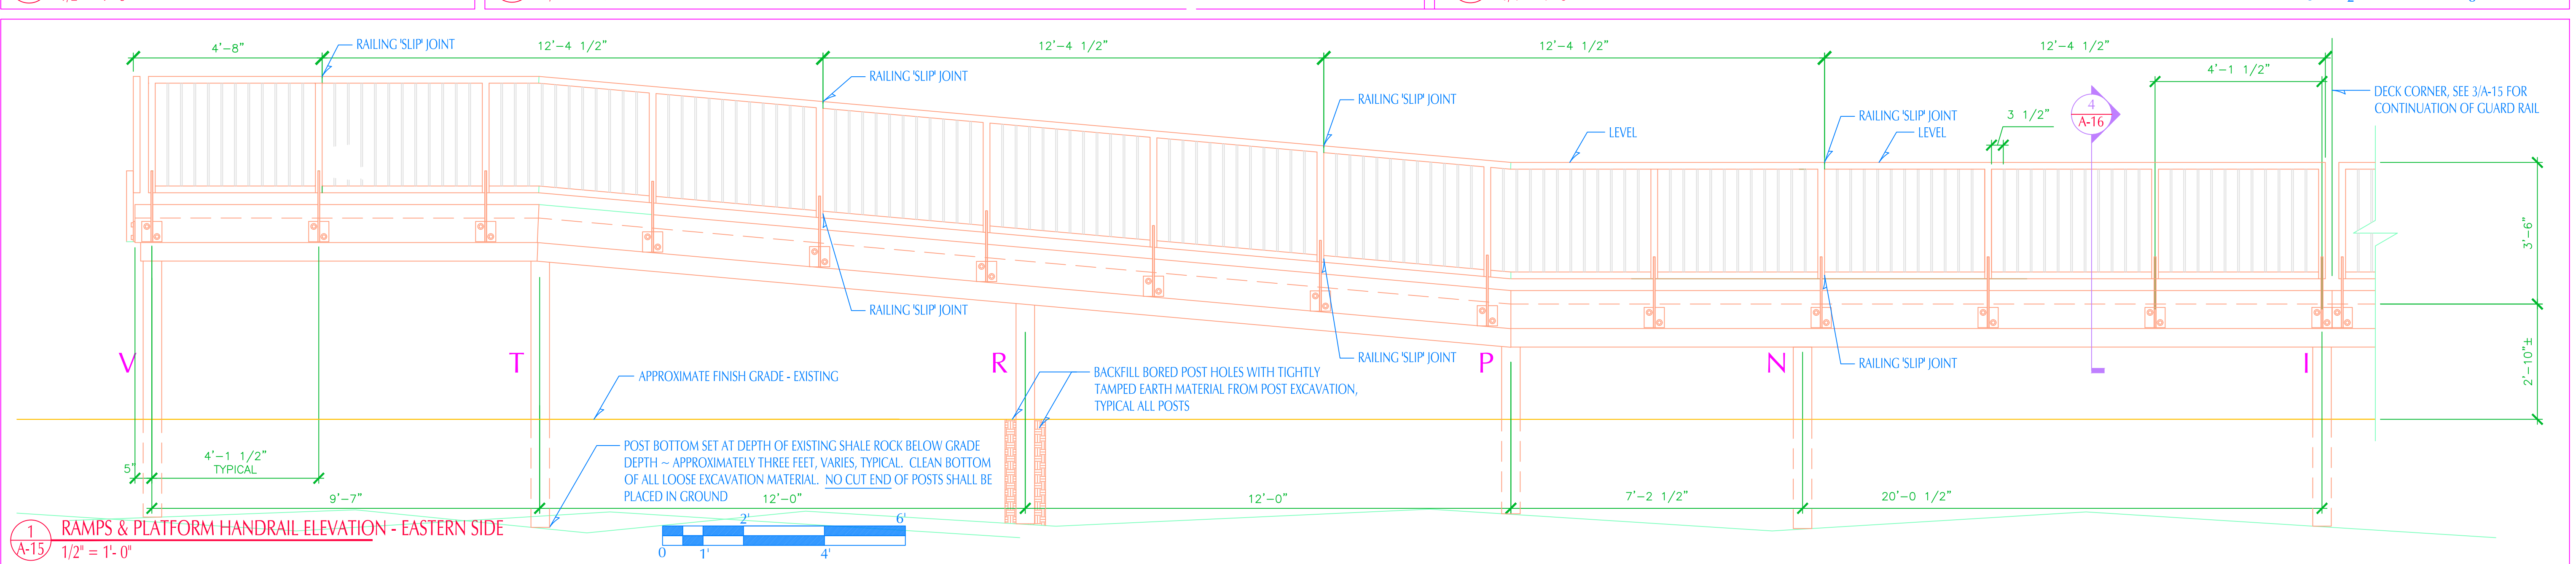 4'-8"
RAILING 'SLIP' JOINT
12'-4 1/2"
12'-4 1/2"
12'-4 1/2"
12'-4 1/2"
RAILING 'SLIP' JOINT
RAILING 'SLIP' JOINT
4'-1 1/2"
DECK CORNER, SEE 3/A-15 FOR
CONTINUATION OF GUARD RAIL
4
A-16
3 1/2"
RAILING 'SLIP' JOINT
LEVEL
LEVEL
3'-6"
RAILING 'SLIP' JOINT
RAILING 'SLIP' JOINT
RAILING 'SLIP' JOINT
V
T
R
P
N
I
2'-10"±
APPROXIMATE FINISH GRADE - EXISTING
BACKFILL BORED POST HOLES WITH TIGHTLY
TAMPED EARTH MATERIAL FROM POST EXCAVATION,
TYPICAL ALL POSTS
POST BOTTOM SET AT DEPTH OF EXISTING SHALE ROCK BELOW GRADE
DEPTH ~ APPROXIMATELY THREE FEET, VARIES, TYPICAL. CLEAN BOTTOM
OF ALL LOOSE EXCAVATION MATERIAL. NO CUT END OF POSTS SHALL BE
PLACED IN GROUND
5"
4'-1 1/2"
TYPICAL
9'-7"
12'-0"
12'-0"
7'-2 1/2"
20'-0 1/2"
1
A-15
RAMPS & PLATFORM HANDRAIL ELEVATION - EASTERN SIDE
1/2" = 1'- 0"
2'
6'
0
1'
4'